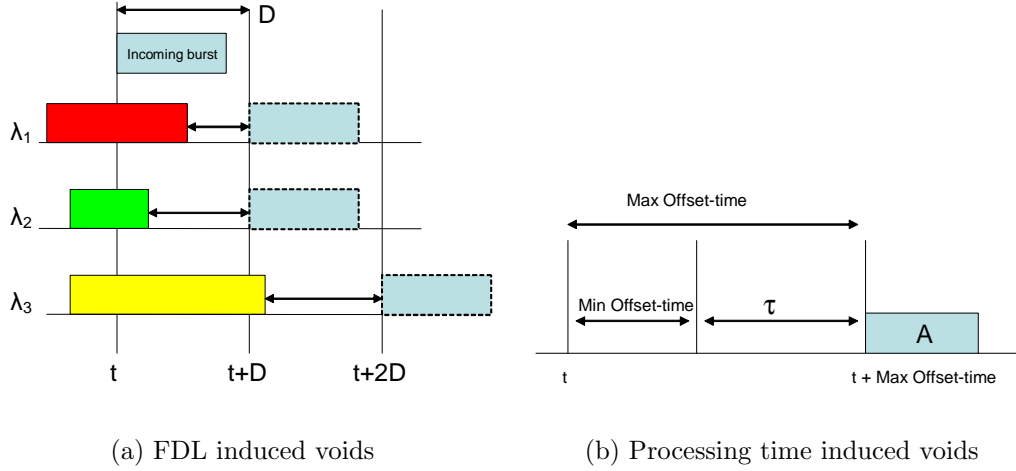 D
Incoming burst
λ1
λ2
λ3
t
t+D
t+2D
(a) FDL induced voids
Max Offset-time
Min Offset-time
τ
A
t
t + Max Offset-time
(b) Processing time induced voids